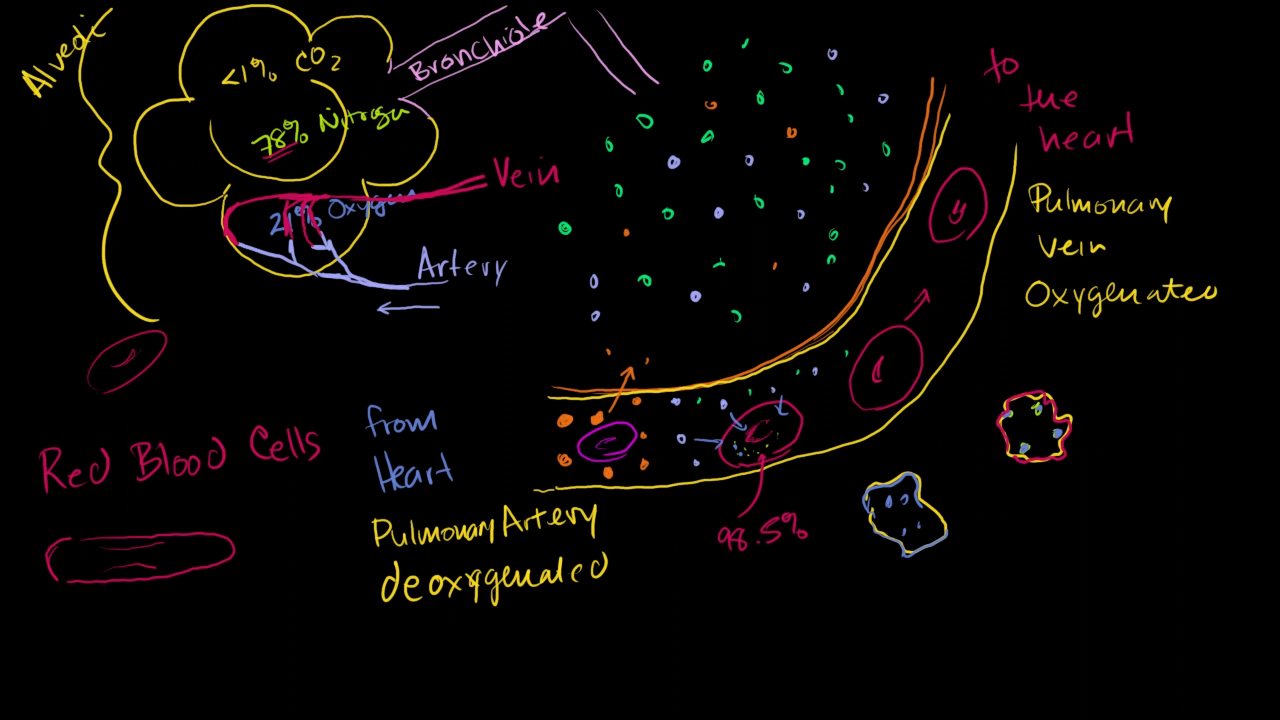 Alveoli
<1% CO2
78% Nitrogen
21% Oxygen
Bronchiole
Vein
Artery
Red Blood Cells
from
Heart
Pulmonary Artery
deoxygenated
98.5%
to
the
heart
Pulmonary
vein
Oxygenated